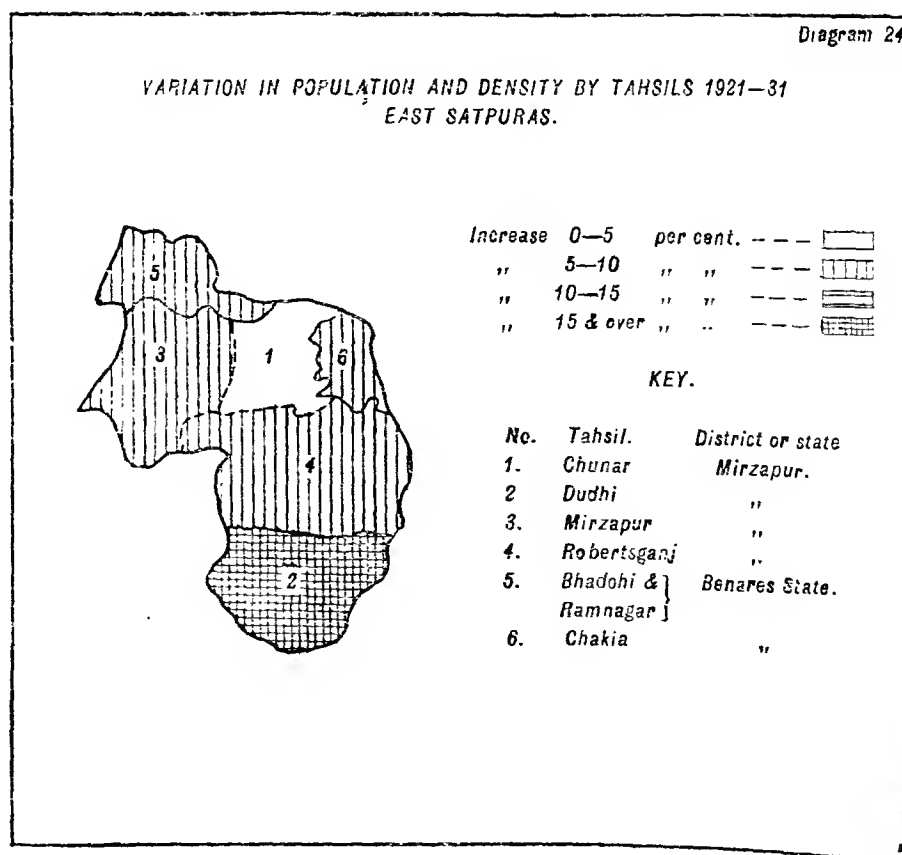 Diagram 24
VARIATION IN POPULATION AND DENSITY BY TAHSILS 1921—31
EAST SATPURAS.
Increase 0—5 per cent. - - -
„ 5—10 „ „ - - -
„ 10—15 „ „ - - -
„ 15 & over „ „ - - -
KEY.
No. Tahsil. District or state
1. Chunar Mirzapur.
2 Dudhi „
3. Mirzapur „
4. Robertsganj „
5. Bhadohi & } Benares State.
Ramnagar }
6. Chakia „
5
3
1
6
4
2